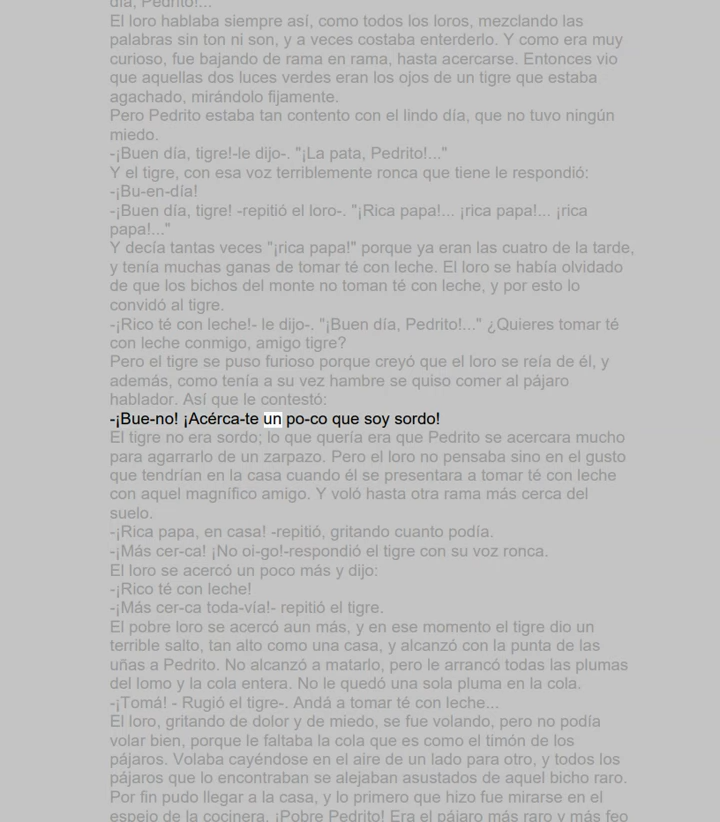 día, Pedrito!...
El loro hablaba siempre así, como todos los loros, mezclando las
palabras sin ton ni son, y a veces costaba enterderlo. Y como era muy
curioso, fue bajando de rama en rama, hasta acercarse. Entonces vio
que aquellas dos luces verdes eran los ojos de un tigre que estaba
agachado, mirándolo fijamente.
Pero Pedrito estaba tan contento con el lindo día, que no tuvo ningún
miedo.
-¡Buen día, tigre!-le dijo-. "¡La pata, Pedrito!..."
Y el tigre, con esa voz terriblemente ronca que tiene le respondió:
-¡Bu-en-día!
-¡Buen día, tigre! -repitió el loro-. "¡Rica papa!... ¡rica papa!... ¡rica
papa!..."
Y decía tantas veces "¡rica papa!" porque ya eran las cuatro de la tarde,
y tenía muchas ganas de tomar té con leche. El loro se había olvidado
de que los bichos del monte no toman té con leche, y por esto lo
convidó al tigre.
-¡Rico té con leche!- le dijo-. "¡Buen día, Pedrito!..." ¿Quieres tomar té
con leche conmigo, amigo tigre?
Pero el tigre se puso furioso porque creyó que el loro se reía de él, y
además, como tenía a su vez hambre se quiso comer al pájaro
hablador. Así que le contestó:
-¡Bue-no! ¡Acérca-te un po-co que soy sordo!
El tigre no era sordo; lo que quería era que Pedrito se acercara mucho
para agarrarlo de un zarpazo. Pero el loro no pensaba sino en el gusto
que tendrían en la casa cuando él se presentara a tomar té con leche
con aquel magnífico amigo. Y voló hasta otra rama más cerca del
suelo.
-¡Rica papa, en casa! -repitió, gritando cuanto podía.
-¡Más cer-ca! ¡No oi-go!-respondió el tigre con su voz ronca.
El loro se acercó un poco más y dijo:
-¡Rico té con leche!
-¡Más cer-ca toda-vía!- repitió el tigre.
El pobre loro se acercó aun más, y en ese momento el tigre dio un
terrible salto, tan alto como una casa, y alcanzó con la punta de las
uñas a Pedrito. No alcanzó a matarlo, pero le arrancó todas las plumas
del lomo y la cola entera. No le quedó una sola pluma en la cola.
-¡Tomá! - Rugió el tigre-. Andá a tomar té con leche...
El loro, gritando de dolor y de miedo, se fue volando, pero no podía
volar bien, porque le faltaba la cola que es como el timón de los
pájaros. Volaba cayéndose en el aire de un lado para otro, y todos los
pájaros que lo encontraban se alejaban asustados de aquel bicho raro.
Por fin pudo llegar a la casa, y lo primero que hizo fue mirarse en el
espejo de la cocinera. ¡Pobre Pedrito! Era el pájaro más raro y más feo